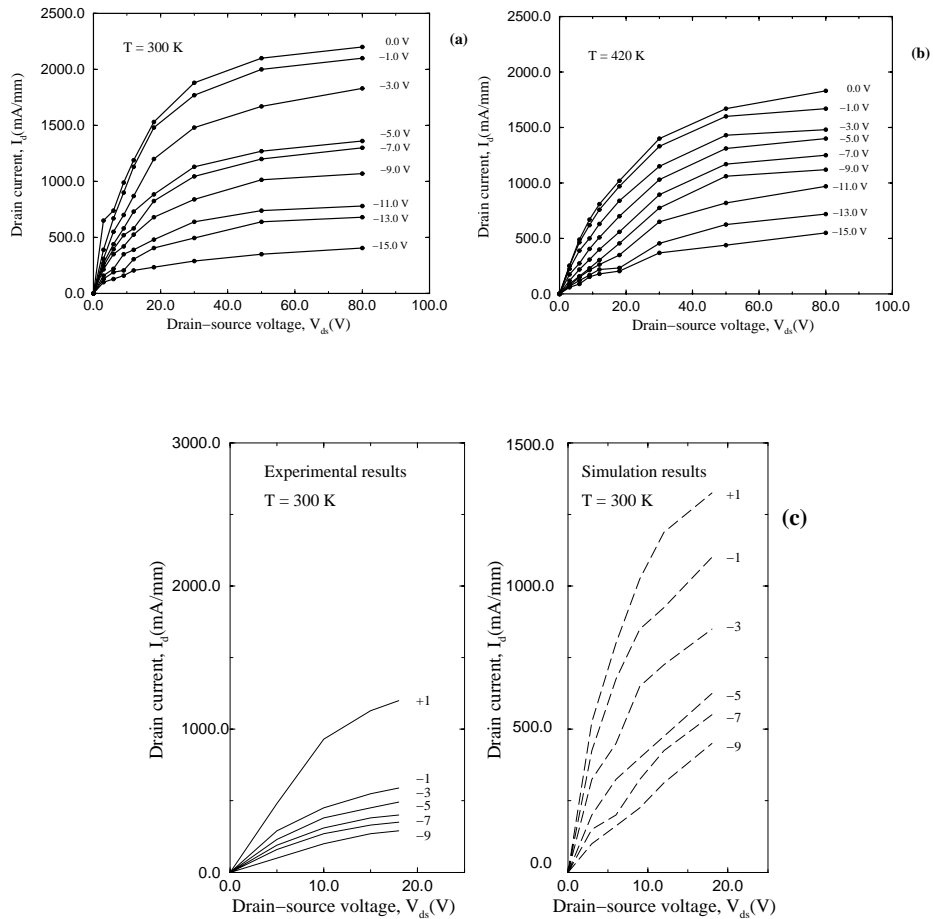 2500.0
2000.0
1500.0
1000.0
500.0
0.0
Drain current, I_d(mA/mm)
T = 300 K
(a)
0.0 V
−1.0 V
−3.0 V
−5.0 V
−7.0 V
−9.0 V
−11.0 V
−13.0 V
−15.0 V
0.0 20.0 40.0 60.0 80.0 100.0
Drain−source voltage, V_ds(V)
2500.0
2000.0
1500.0
1000.0
500.0
0.0
Drain current, I_d(mA/mm)
T = 420 K
(b)
0.0 V
−1.0 V
−3.0 V
−5.0 V
−7.0 V
−9.0 V
−11.0 V
−13.0 V
−15.0 V
0.0 20.0 40.0 60.0 80.0 100.0
Drain−source voltage, V_ds(V)
3000.0
2000.0
1000.0
0.0
Drain current, I_d(mA/mm)
Experimental results
T = 300 K
+1
−1
−3
−5
−7
−9
0.0 10.0 20.0
Drain−source voltage, V_ds(V)
1500.0
1000.0
500.0
0.0
Drain current, I_d(mA/mm)
Simulation results
T = 300 K
(c)
+1
−1
−3
−5
−7
−9
0.0 10.0 20.0
Drain−source voltage, V_ds(V)